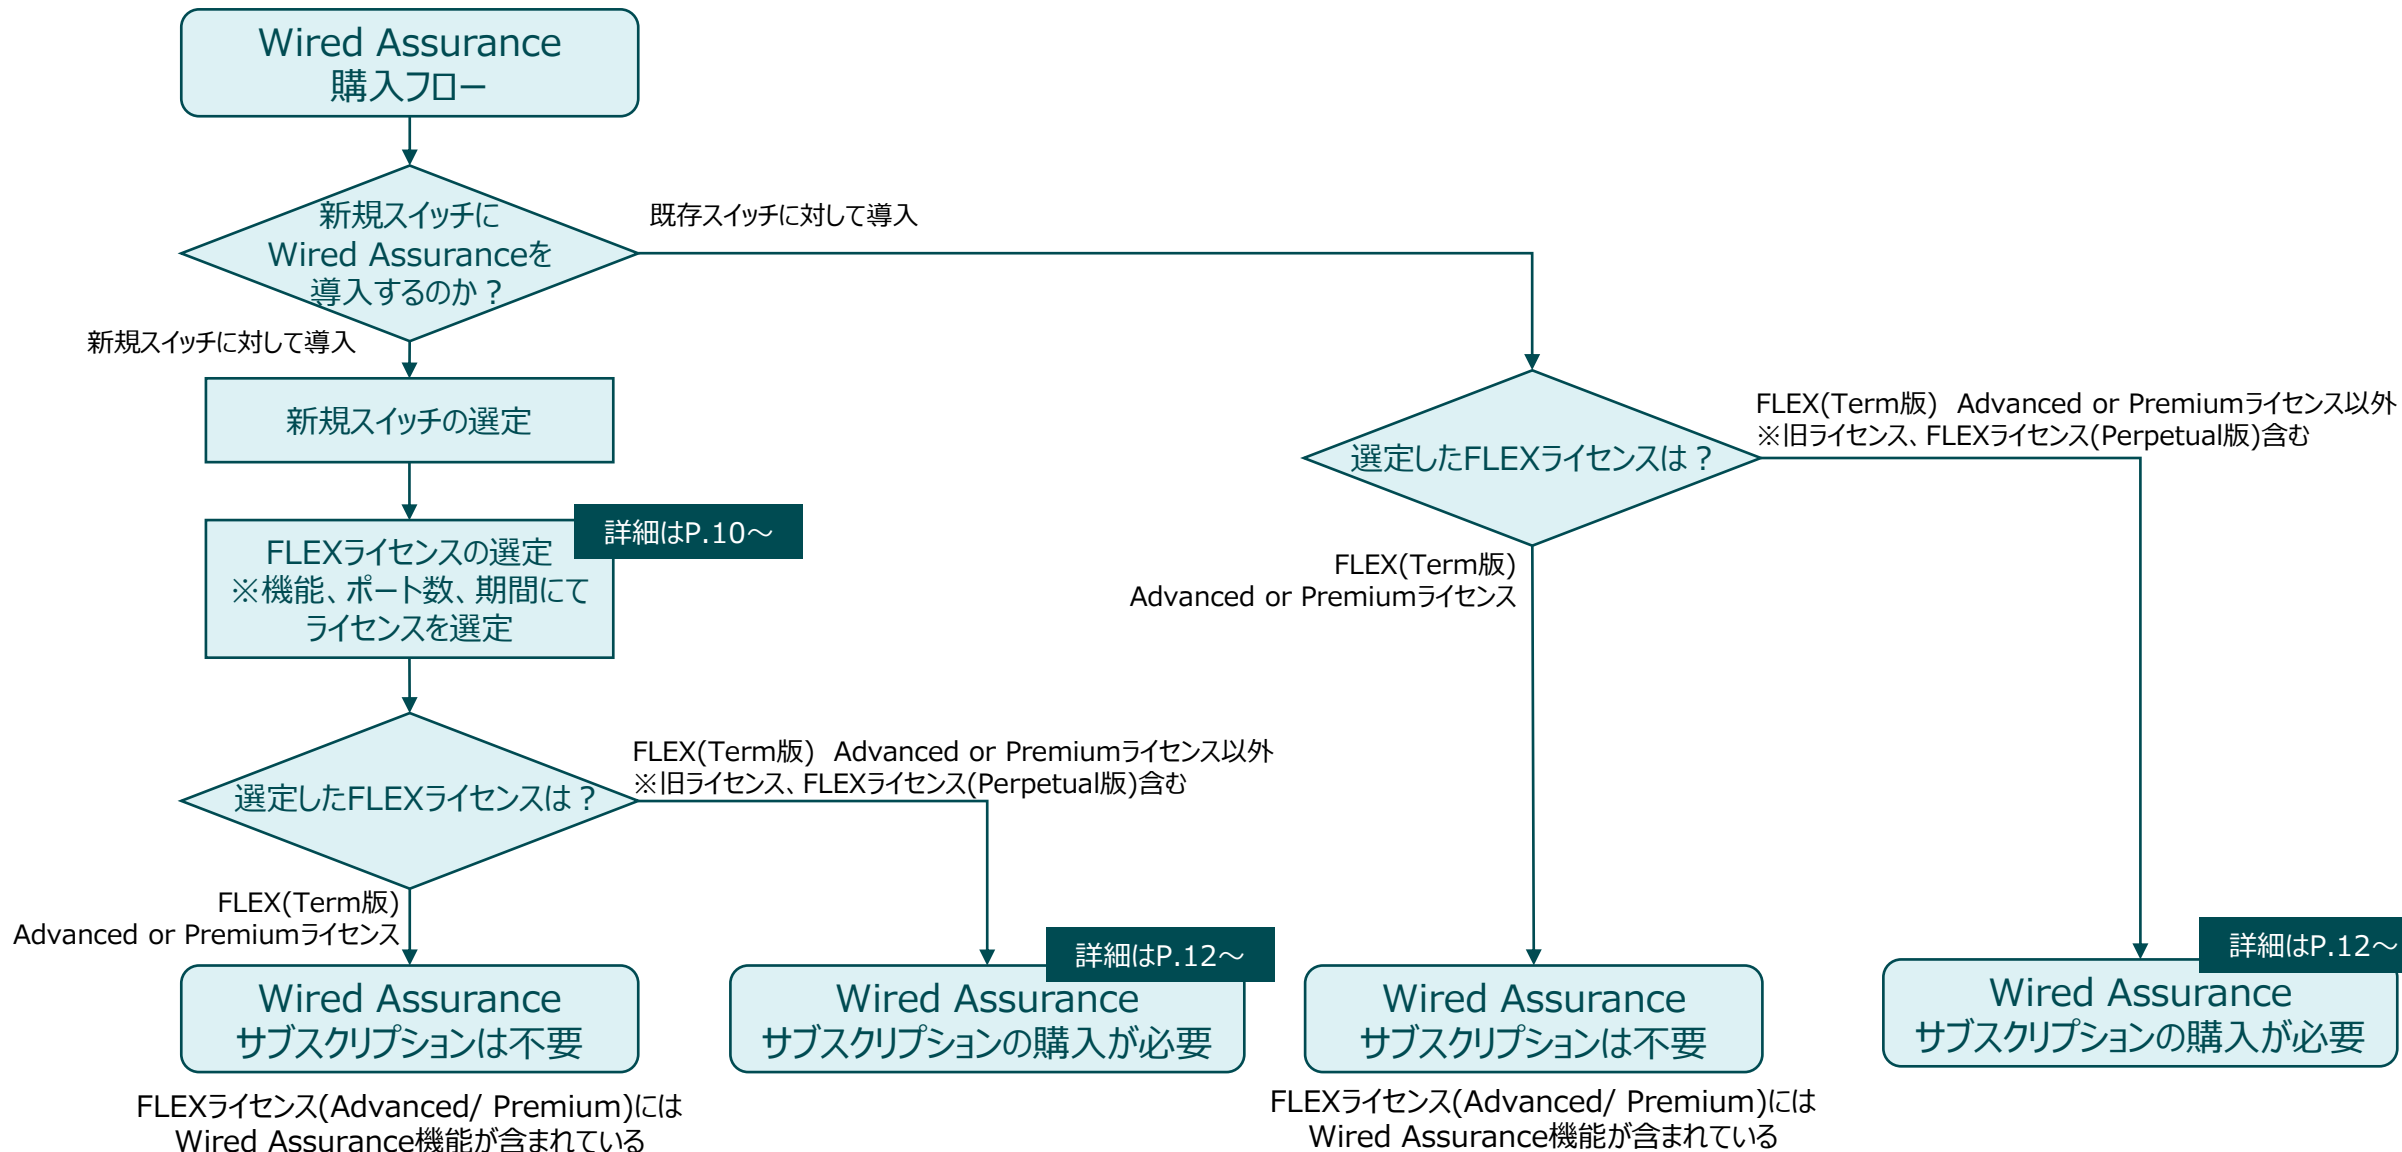 Wired Assurance
購入フロー
新規スイッチに
Wired Assuranceを
導入するのか？
既存スイッチに対して導入
新規スイッチに対して導入
新規スイッチの選定
詳細はP.10～
FLEXライセンスの選定
※機能、ポート数、期間にて
ライセンスを選定
選定したFLEXライセンスは？
FLEX(Term版) Advanced or Premiumライセンス以外
※旧ライセンス、FLEXライセンス(Perpetual版)含む
FLEX(Term版)
Advanced or Premiumライセンス
Wired Assurance
サブスクリプションは不要
FLEXライセンス(Advanced/ Premium)には
Wired Assurance機能が含まれている
詳細はP.12～
Wired Assurance
サブスクリプションの購入が必要
選定したFLEXライセンスは？
FLEX(Term版) Advanced or Premiumライセンス以外
※旧ライセンス、FLEXライセンス(Perpetual版)含む
FLEX(Term版)
Advanced or Premiumライセンス
Wired Assurance
サブスクリプションは不要
FLEXライセンス(Advanced/ Premium)には
Wired Assurance機能が含まれている
詳細はP.12～
Wired Assurance
サブスクリプションの購入が必要